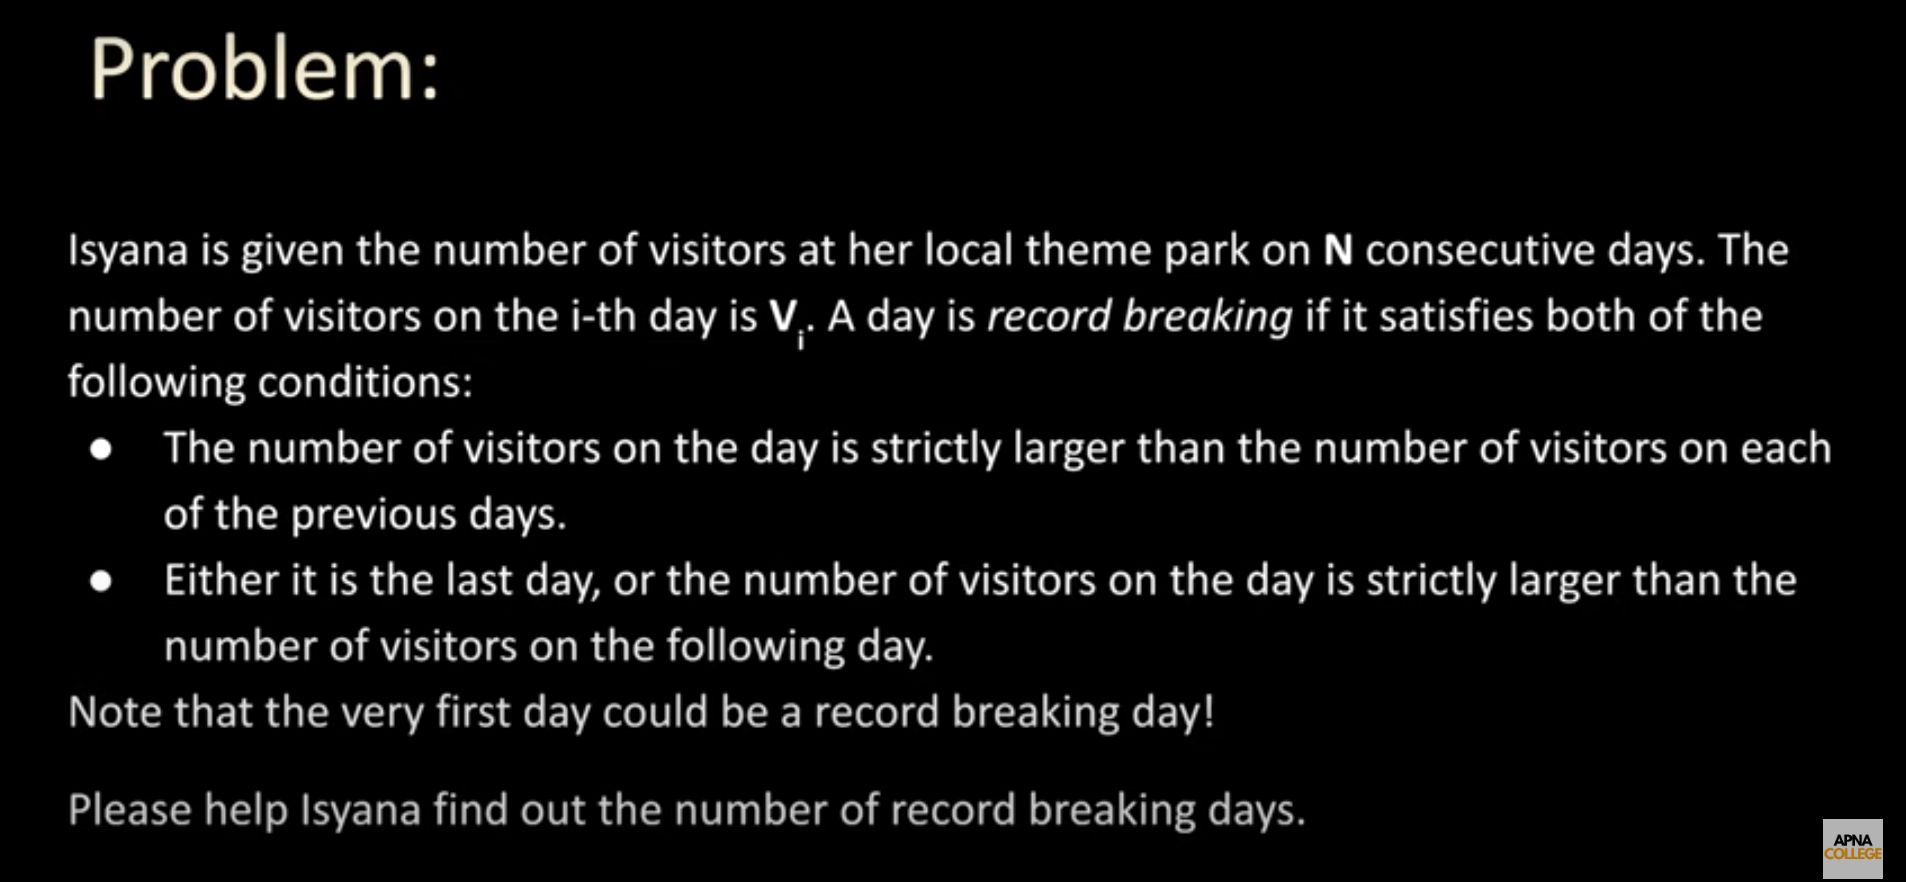 Problem:
Isyana is given the number of visitors at her local theme park on N consecutive days. The
number of visitors on the i-th day is Vi. A day is record breaking if it satisfies both of the
following conditions:
● The number of visitors on the day is strictly larger than the number of visitors on each
of the previous days.
● Either it is the last day, or the number of visitors on the day is strictly larger than the
number of visitors on the following day.
Note that the very first day could be a record breaking day!
Please help Isyana find out the number of record breaking days.
APNA
COLLEGE